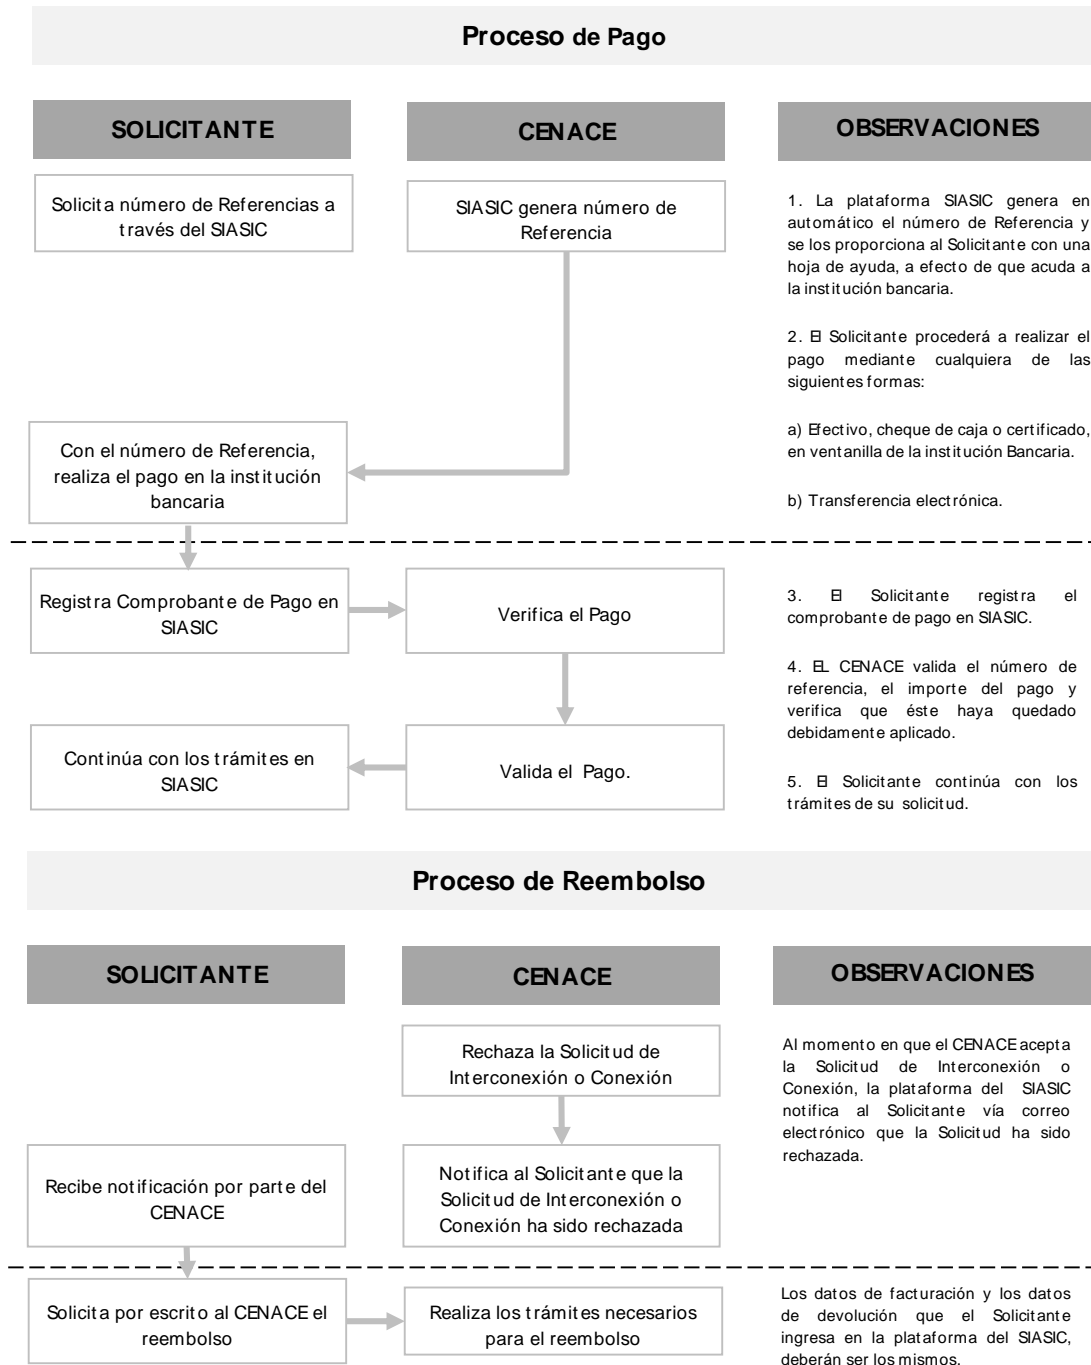 Proceso de Pago
SOLICITANTE
CENACE
OBSERVACIONES
Solicita número de Referencias a
través del SIASIC
SIASIC genera número de
Referencia
1. La plataforma SIASIC genera en
automático el número de Referencia y
se los proporciona al Solicitante con una
hoja de ayuda, a efecto de que acuda a
la institución bancaria.
2. El Solicitante procederá a realizar el
pago mediante cualquiera de las
siguientes formas:
a) Efectivo, cheque de caja o certificado,
en ventanilla de la institución Bancaria.
b) Transferencia electrónica.
Con el número de Referencia,
realiza el pago en la institución
bancaria
Registra Comprobante de Pago en
SIASIC
Verifica el Pago
3. El Solicitante registra el
comprobante de pago en SIASIC.
4. EL CENACE valida el número de
referencia, el importe del pago y
verifica que éste haya quedado
debidamente aplicado.
Continúa con los trámites en
SIASIC
Valida el Pago.
5. El Solicitante continúa con los
trámites de su solicitud.
Proceso de Reembolso
SOLICITANTE
CENACE
OBSERVACIONES
Rechaza la Solicitud de
Interconexión o Conexión
Al momento en que el CENACE acepta
la Solicitud de Interconexión o
Conexión, la plataforma del SIASIC
notifica al Solicitante vía correo
electrónico que la Solicitud ha sido
rechazada.
Recibe notificación por parte del
CENACE
Notifica al Solicitante que la
Solicitud de Interconexión o
Conexión ha sido rechazada
Solicita por escrito al CENACE el
reembolso
Realiza los trámites necesarios
para el reembolso
Los datos de facturación y los datos
de devolución que el Solicitante
ingresa en la plataforma del SIASIC,
deberán ser los mismos.